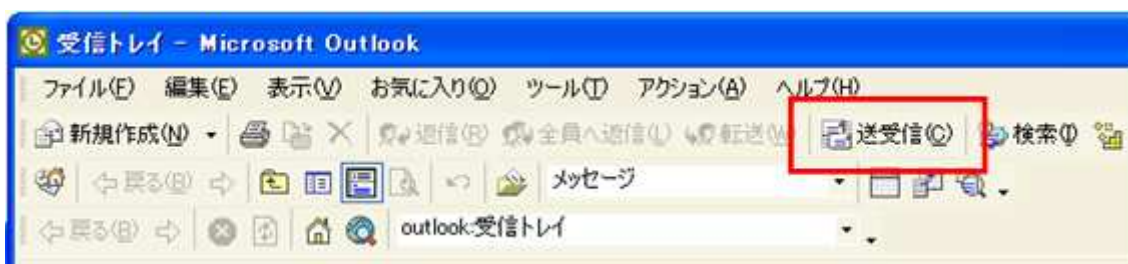 受信トレイ - Microsoft Outlook
ファイル(F) 編集(E) 表示(V) お気に入り(O) ツール(T) アクション(A) ヘルプ(H)
新規作成(N) 返信(R) 全員へ返信(L) 転送(W) 送受信(C) 検索(I)
戻る(B) メッセージ
戻る(B) outlook:受信トレイ